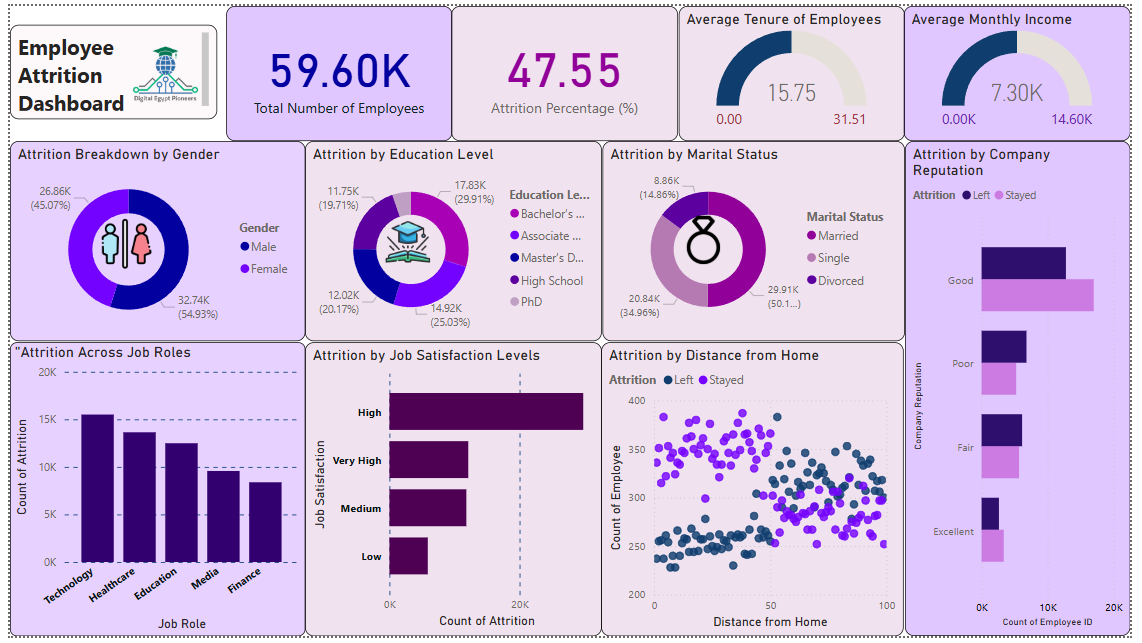 Employee
Attrition
Dashboard
Digital Egypt Pioneers
59.60K
Total Number of Employees
47.55
Attrition Percentage (%)
Average Tenure of Employees
15.75
0.00
31.51
Average Monthly Income
7.30K
0.00K
14.60K
Attrition Breakdown by Gender
26.86K
(45.07%)
32.74K
(54.93%)
Gender
Male
Female
Attrition by Education Level
11.75K
(19.71%)
17.83K
(29.91%)
12.02K
(20.17%)
14.92K
(25.03%)
Education Le...
Bachelor's ...
Associate ...
Master's D...
High School
PhD
Attrition by Marital Status
8.86K
(14.86%)
20.84K
(34.96%)
29.91K
(50.1...)
Marital Status
Married
Single
Divorced
Attrition by Company
Reputation
Attrition Left Stayed
Good
Poor
Fair
Excellent
Company Reputation
0K 10K 20K
Count of Employee ID
"Attrition Across Job Roles
20K
15K
10K
5K
0K
Count of Attrition
Technology
Healthcare
Education
Media
Finance
Job Role
Attrition by Job Satisfaction Levels
High
Very High
Medium
Low
Job Satisfaction
0K 20K
Count of Attrition
Attrition by Distance from Home
Attrition Left Stayed
400
350
300
250
200
Count of Employee
0 50 100
Distance from Home